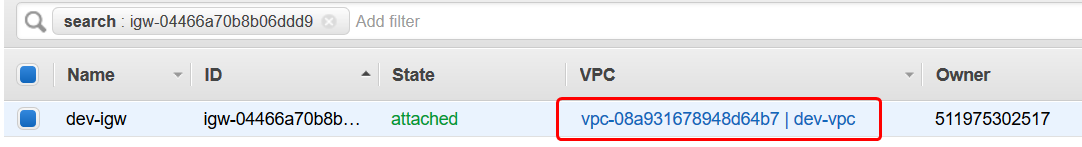 search : igw-04466a70b8b06ddd9 Add filter
Name ID State VPC Owner
dev-igw igw-04466a70b8b… attached vpc-08a931678948d64b7 | dev-vpc 511975302517